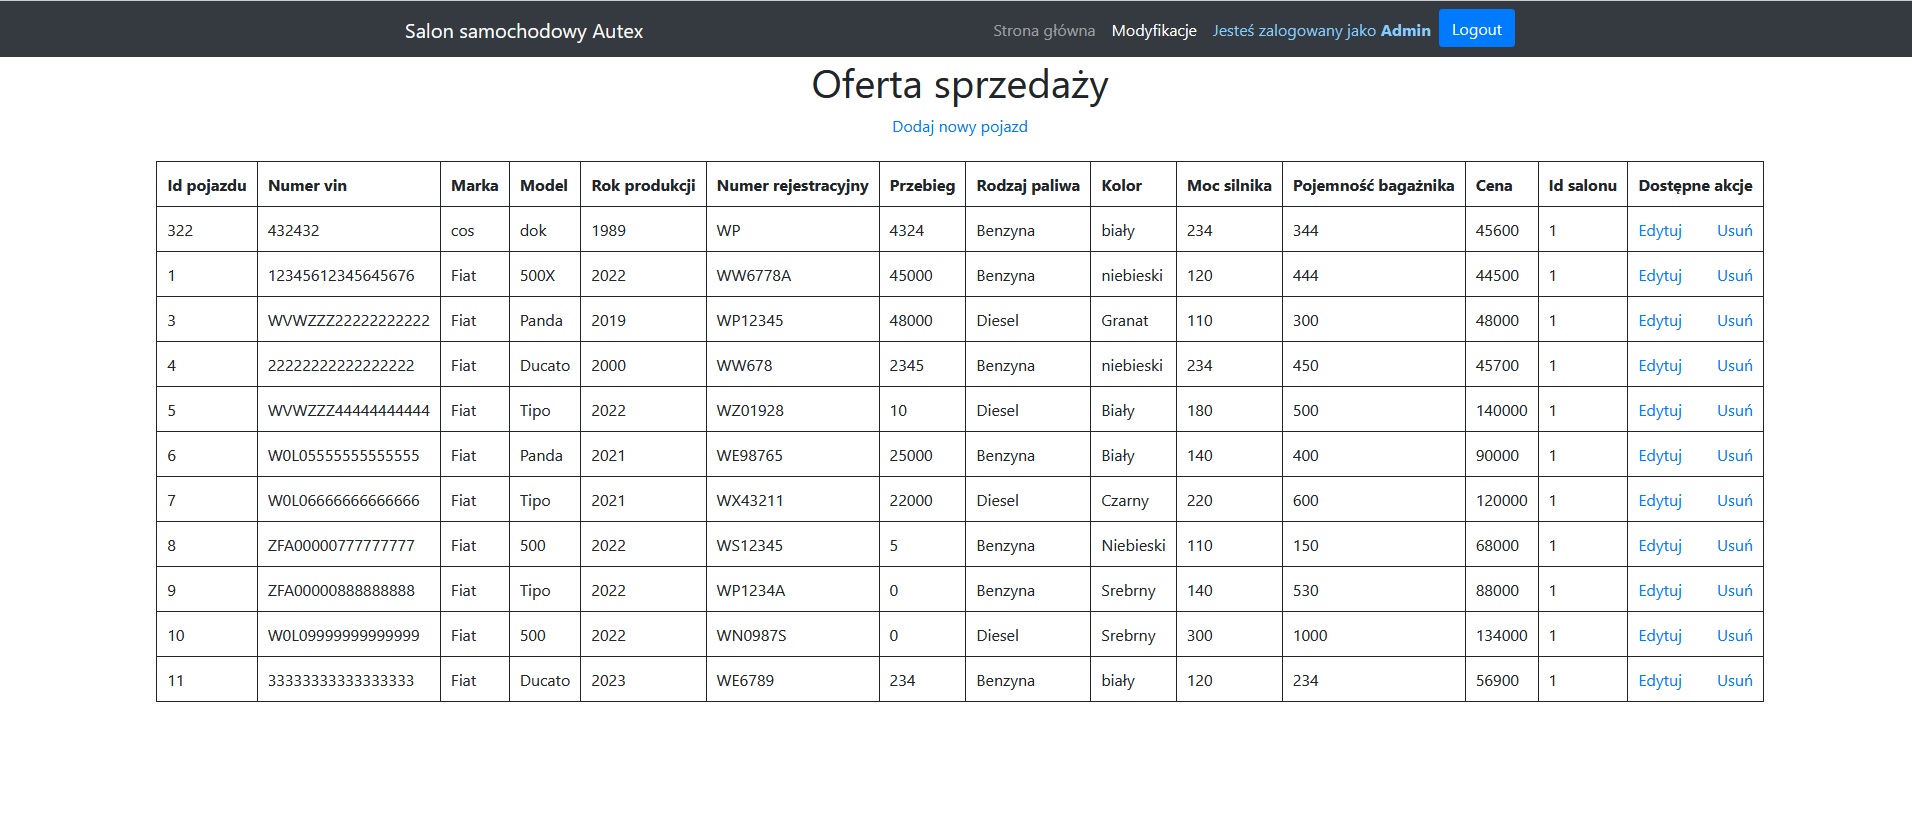 Salon samochodowy Autex Strona główna Modyfikacje Jesteś zalogowany jako Admin Logout
Oferta sprzedaży
Dodaj nowy pojazd
Id pojazdu Numer vin Marka Model Rok produkcji Numer rejestracyjny Przebieg Rodzaj paliwa Kolor Moc silnika Pojemność bagażnika Cena Id salonu Dostępne akcje
322 432432 cos dok 1989 WP 4324 Benzyna biały 234 344 45600 1 Edytuj Usuń
1 12345612345645676 Fiat 500X 2022 WW6778A 45000 Benzyna niebieski 120 444 44500 1 Edytuj Usuń
3 WVWZZZ22222222222 Fiat Panda 2019 WP12345 48000 Diesel Granat 110 300 48000 1 Edytuj Usuń
4 22222222222222222 Fiat Ducato 2000 WW678 2345 Benzyna niebieski 234 450 45700 1 Edytuj Usuń
5 WVWZZZ44444444444 Fiat Tipo 2022 WZ01928 10 Diesel Biały 180 500 140000 1 Edytuj Usuń
6 W0L05555555555555 Fiat Panda 2021 WE98765 25000 Benzyna Biały 140 400 90000 1 Edytuj Usuń
7 W0L06666666666666 Fiat Tipo 2021 WX43211 22000 Diesel Czarny 220 600 120000 1 Edytuj Usuń
8 ZFA00000777777777 Fiat 500 2022 WS12345 5 Benzyna Niebieski 110 150 68000 1 Edytuj Usuń
9 ZFA00000888888888 Fiat Tipo 2022 WP1234A 0 Benzyna Srebrny 140 530 88000 1 Edytuj Usuń
10 W0L09999999999999 Fiat 500 2022 WN0987S 0 Diesel Srebrny 300 1000 134000 1 Edytuj Usuń
11 33333333333333333 Fiat Ducato 2023 WE6789 234 Benzyna biały 120 234 56900 1 Edytuj Usuń